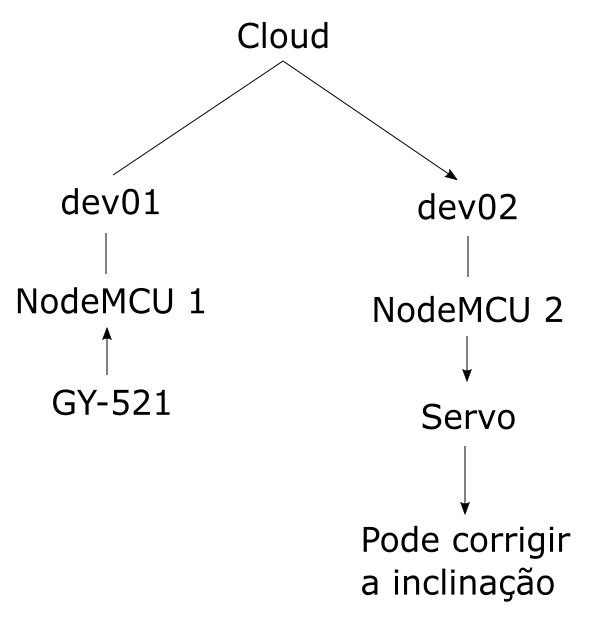 Cloud
dev01
dev02
NodeMCU 1
NodeMCU 2
GY-521
Servo
Pode corrigir
a inclinação